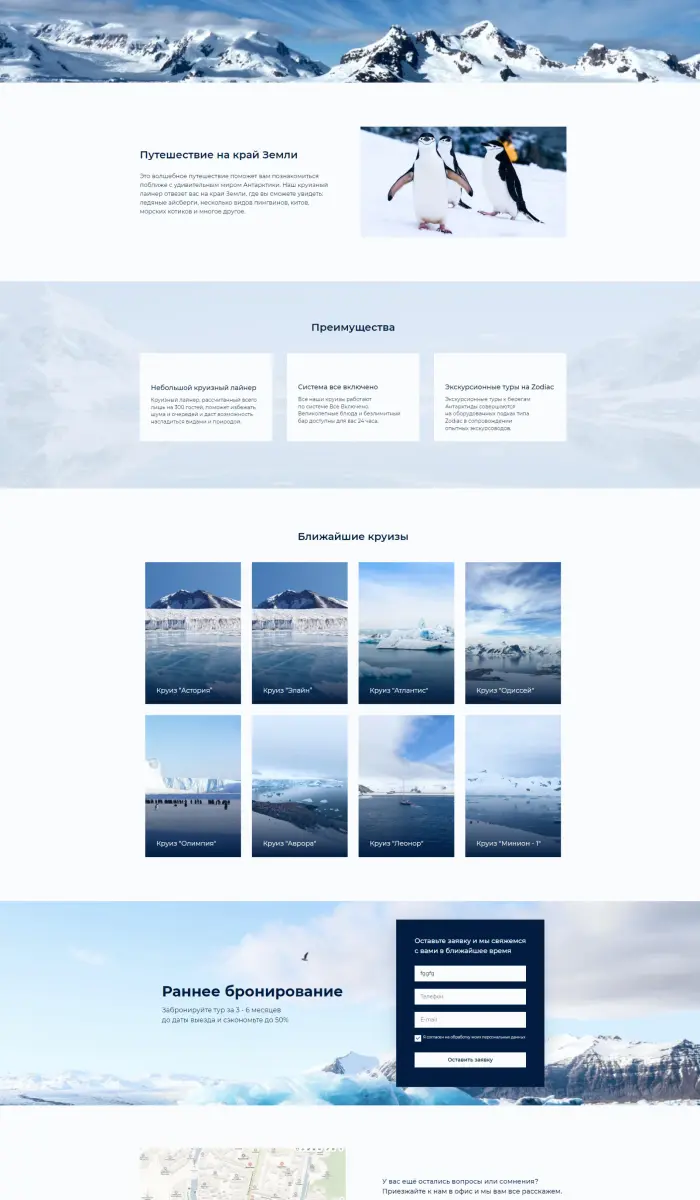 Путешествие на край Земли
Это волшебное путешествие поможет вам познакомиться
поближе с удивительным миром Антарктики. Наш круизный
лайнер отвезет вас на край Земли, где вы сможете увидеть
ледяные айсберги, несколько видов пингвинов, китов,
морских котиков и многое другое.
Преимущества
Небольшой круизный лайнер
Круизный лайнер, рассчитанный всего
лишь на 300 гостей, поможет избежать
шума и очередей и даст возможность
насладиться видами и природой.
Система все включено
Все наши круизы работают
по системе Все Включено.
Великолепные блюда и безлимитный
бар доступны для вас 24 часа.
Экскурсионные туры на Zodiac
Экскурсионные туры к берегам
Антарктиды совершаются
на оборудованных лодках типа
Zodiac в сопровождении
опытных экскурсоводов.
Ближайшие круизы
Круиз "Астория"
Круиз "Элайн"
Круиз "Атлантис"
Круиз "Одиссей"
Круиз "Олимпия"
Круиз "Аврора"
Круиз "Леонор"
Круиз "Минион - 1"
Раннее бронирование
Забронируйте тур за 3 - 6 месяцев
до даты выезда и сэкономьте до 50%
Оставьте заявку и мы свяжемся
с вами в ближайшее время
fggfg
Телефон
E-mail
Я согласен на обработку моих персональных данных
Оставить заявку
У вас ещё остались вопросы или сомнения?
Приезжайте к нам в офис и мы вам все расскажем.